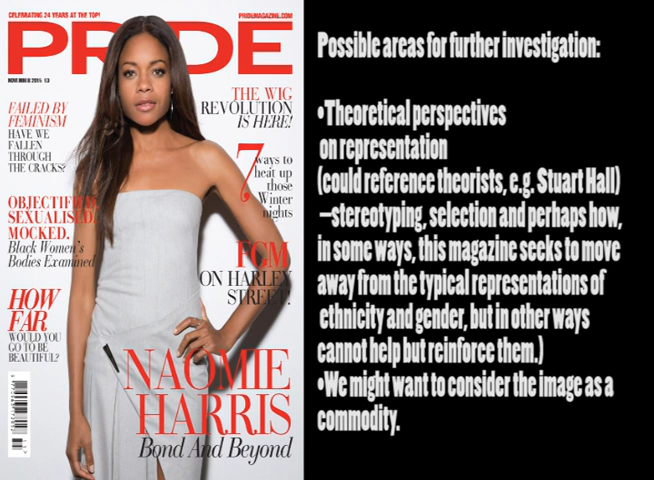 CELEBRATING 24 YEARS AT THE TOP!
PRIDEMAGAZINE.COM
PRIDE
NOVEMBER 2015 £3
FAILED BY
FEMINISM
HAVE WE
FALLEN
THROUGH
THE CRACKS?
OBJECTIFIED.
SEXUALISED.
MOCKED.
Black Women's
Bodies Examined
HOW
FAR
WOULD YOU
GO TO BE
BEAUTIFUL?
THE WIG
REVOLUTION
IS HERE!
7 ways to
heat up
those
Winter
nights
FGM
ON HARLEY
STREET!
NAOMIE
HARRIS
Bond And Beyond
Possible areas for further investigation:
•Theoretical perspectives
on representation
(could reference theorists, e.g. Stuart Hall)
–stereotyping, selection and perhaps how,
in some ways, this magazine seeks to move
away from the typical representations of
ethnicity and gender, but in other ways
cannot help but reinforce them.)
•We might want to consider the image as a
commodity.